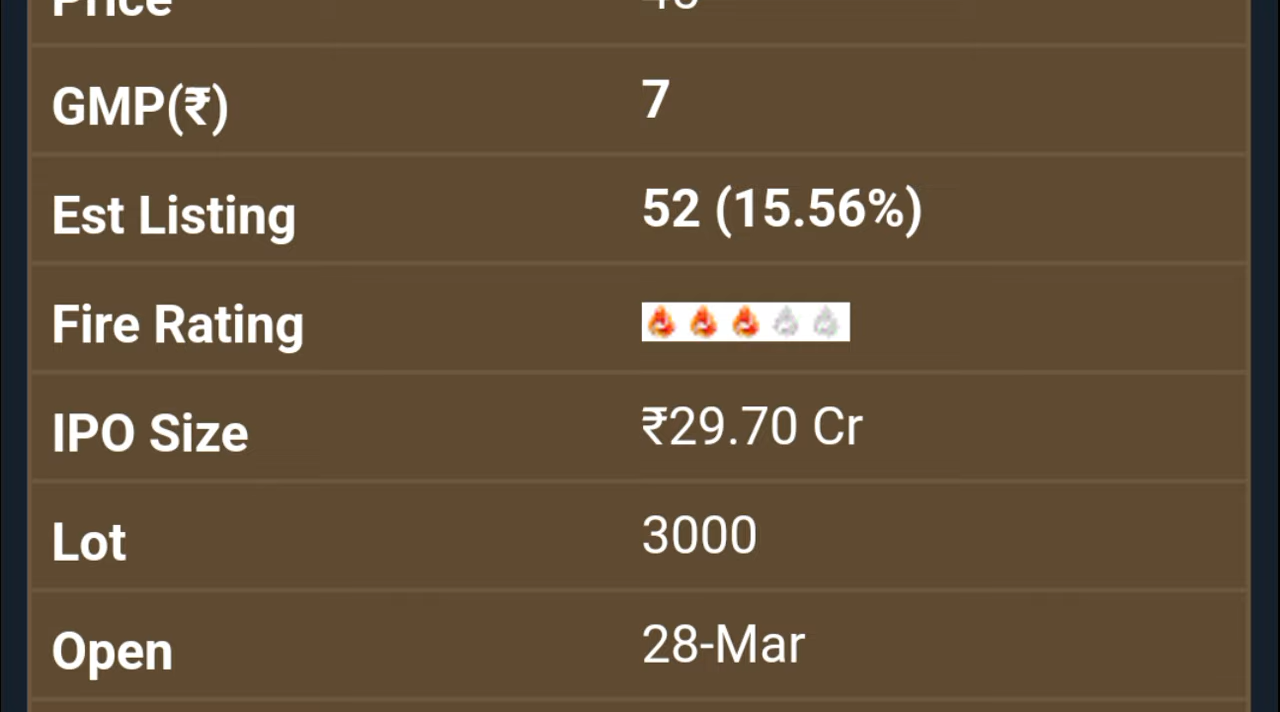 Price
GMP(₹) 7
Est Listing 52 (15.56%)
Fire Rating
IPO Size ₹29.70 Cr
Lot 3000
Open 28-Mar